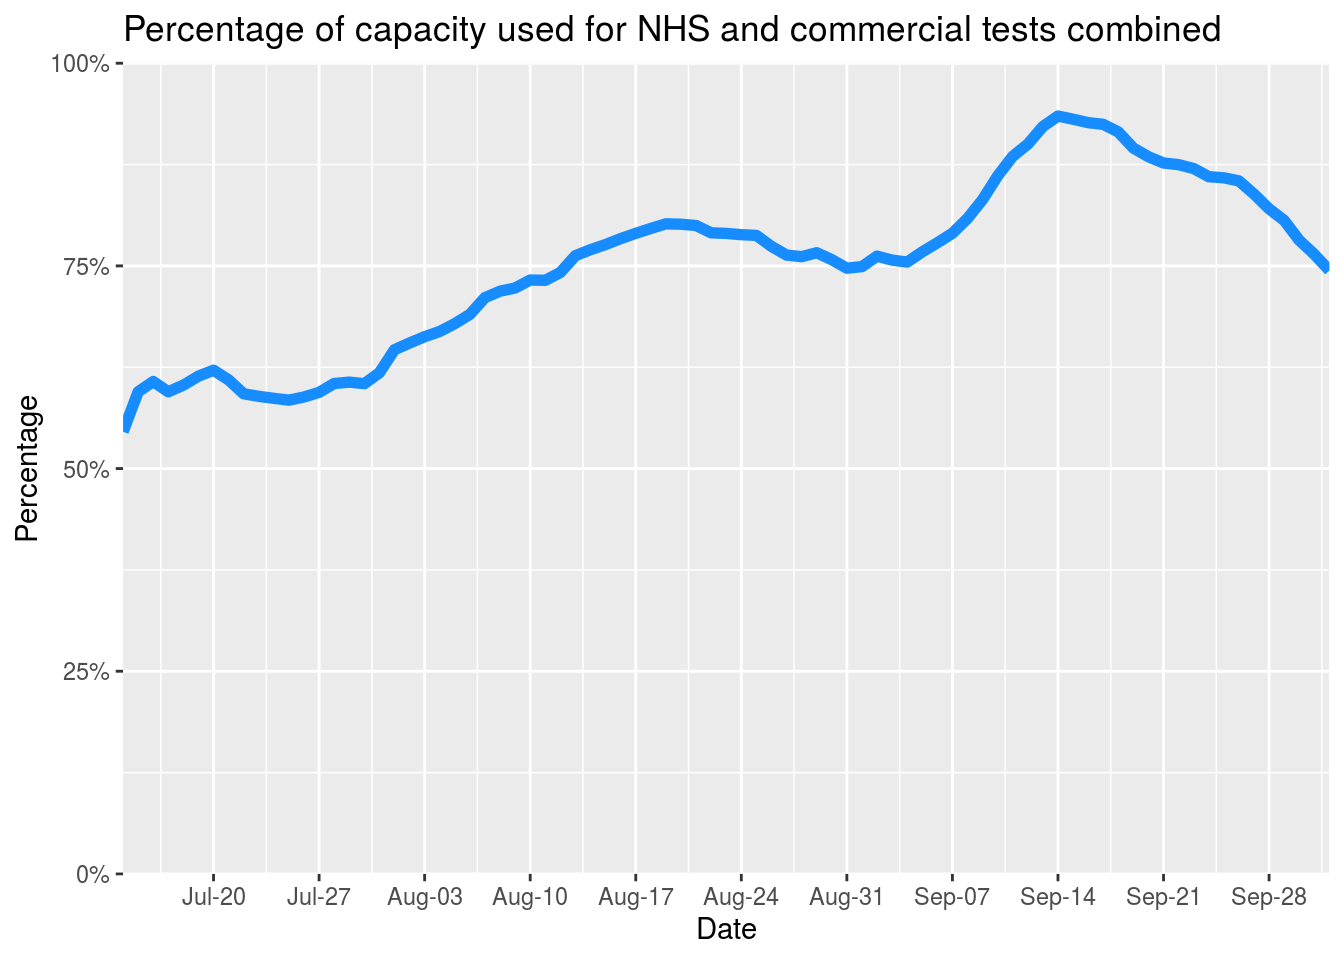 Percentage of capacity used for NHS and commercial tests combined
100%
75%
50%
25%
0%
Percentage
Jul-20 Jul-27 Aug-03 Aug-10 Aug-17 Aug-24 Aug-31 Sep-07 Sep-14 Sep-21 Sep-28
Date